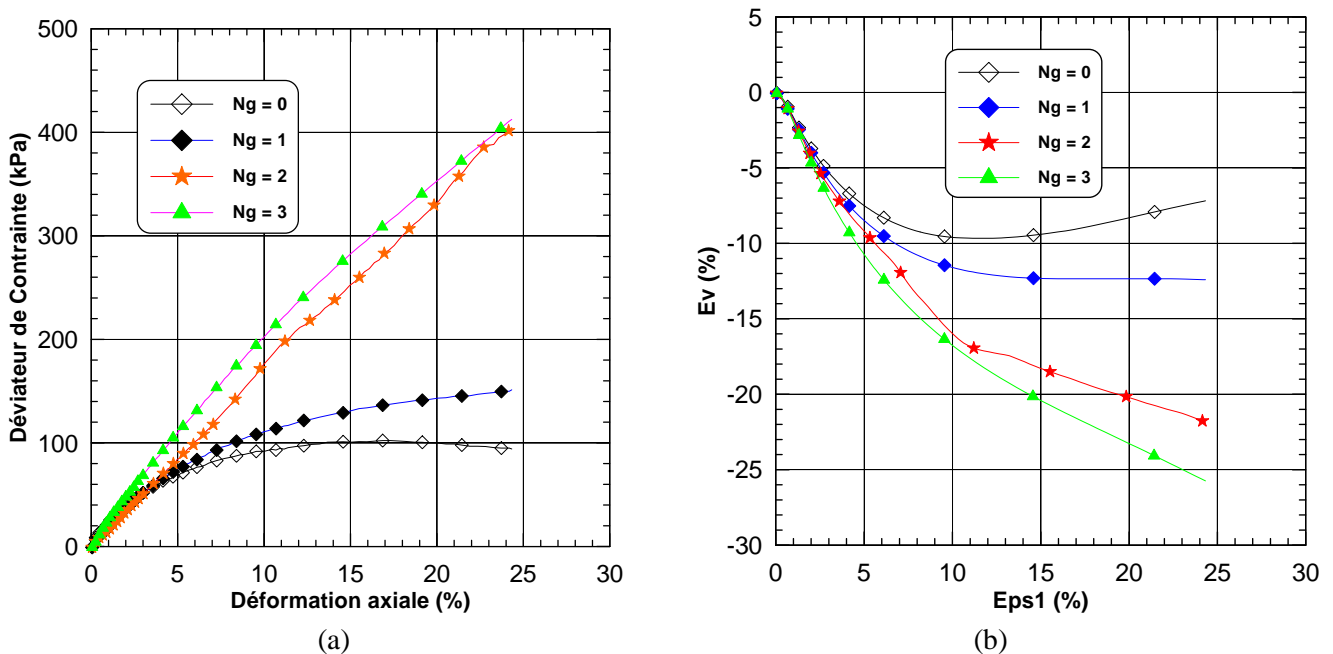 500
400
300
200
100
0
0
5
10
15
20
25
30
Déviateur de Contrainte (kPa)
Déformation axiale (%)
Ng = 0
Ng = 1
Ng = 2
Ng = 3
(a)
5
0
-5
-10
-15
-20
-25
-30
0
5
10
15
20
25
30
Ev (%)
Eps1 (%)
Ng = 0
Ng = 1
Ng = 2
Ng = 3
(b)